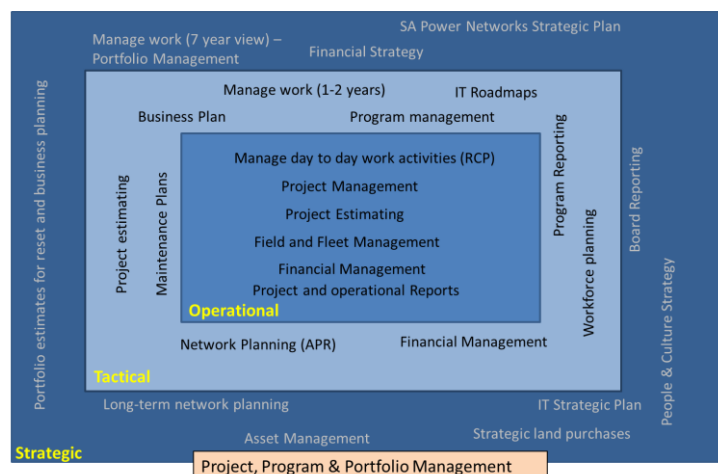 SA Power Networks Strategic Plan
Manage work (7 year view) –
Portfolio Management
Financial Strategy
Portfolio estimates for reset and business planning
Board Reporting
People & Culture Strategy
Manage work (1-2 years)
IT Roadmaps
Business Plan
Program management
Project estimating
Maintenance Plans
Program Reporting
Workforce planning
Manage day to day work activities (RCP)
Project Management
Project Estimating
Field and Fleet Management
Financial Management
Project and operational Reports
Operational
Network Planning (APR)
Financial Management
Tactical
Long-term network planning
IT Strategic Plan
Asset Management
Strategic land purchases
Strategic
Project, Program & Portfolio Management